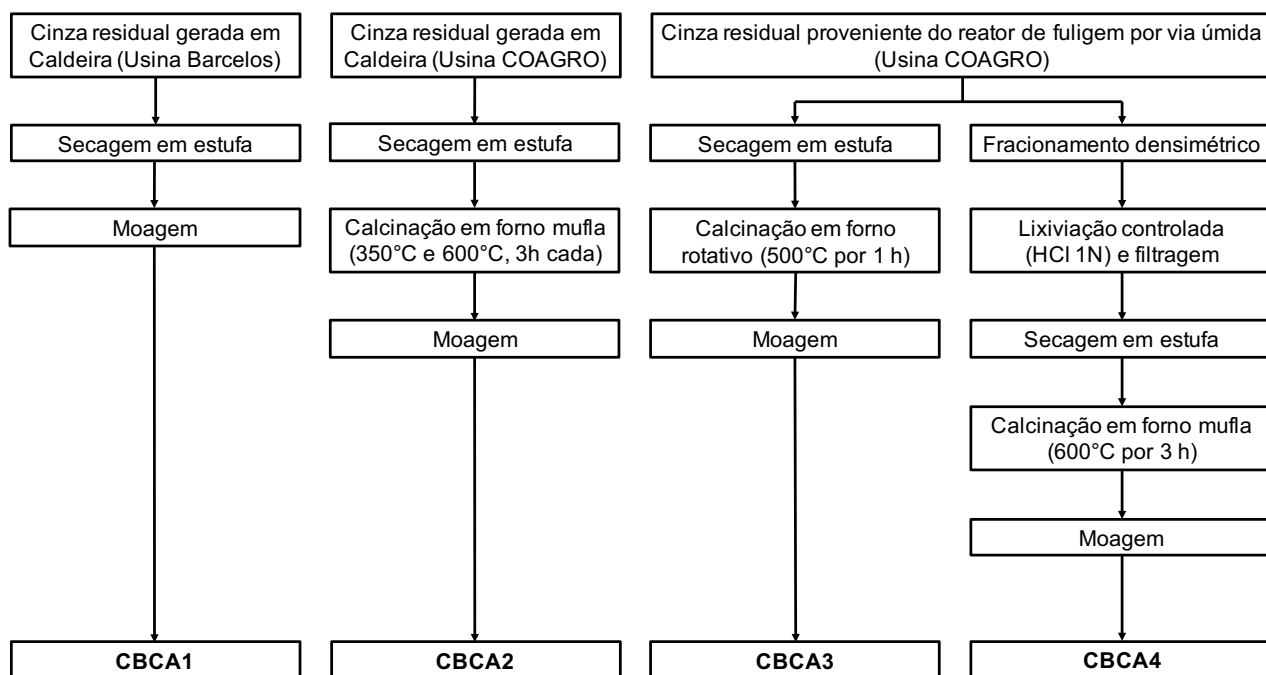 Cinza residual gerada em
Caldeira (Usina Barcelos)
Secagem em estufa
Moagem
CBCA1
Cinza residual gerada em
Caldeira (Usina COAGRO)
Secagem em estufa
Calcinação em forno mufla
(350°C e 600°C, 3h cada)
Moagem
CBCA2
Cinza residual proveniente do reator de fuligem por via úmida
(Usina COAGRO)
Secagem em estufa
Calcinação em forno
rotativo (500°C por 1 h)
Moagem
CBCA3
Fracionamento densimétrico
Lixiviação controlada
(HCl 1N) e filtragem
Secagem em estufa
Calcinação em forno mufla
(600°C por 3 h)
Moagem
CBCA4